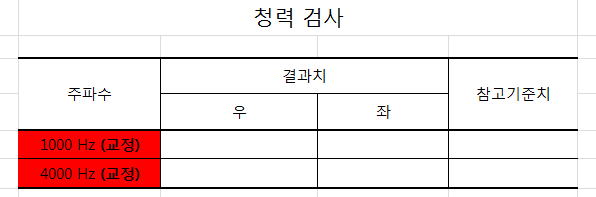 청력 검사
주파수 결과치 참고기준치
우 좌
1000 Hz (교정)
4000 Hz (교정)